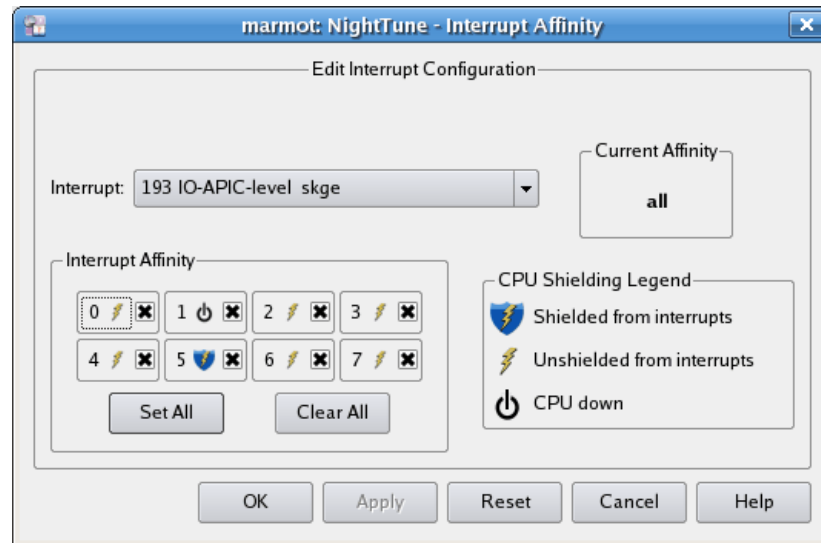 marmot: NightTune - Interrupt Affinity
Edit Interrupt Configuration
Interrupt: 193 IO-APIC-level skge
Current Affinity
all
Interrupt Affinity
0 1 2 3
4 5 6 7
Set All Clear All
CPU Shielding Legend
Shielded from interrupts
Unshielded from interrupts
CPU down
OK Apply Reset Cancel Help